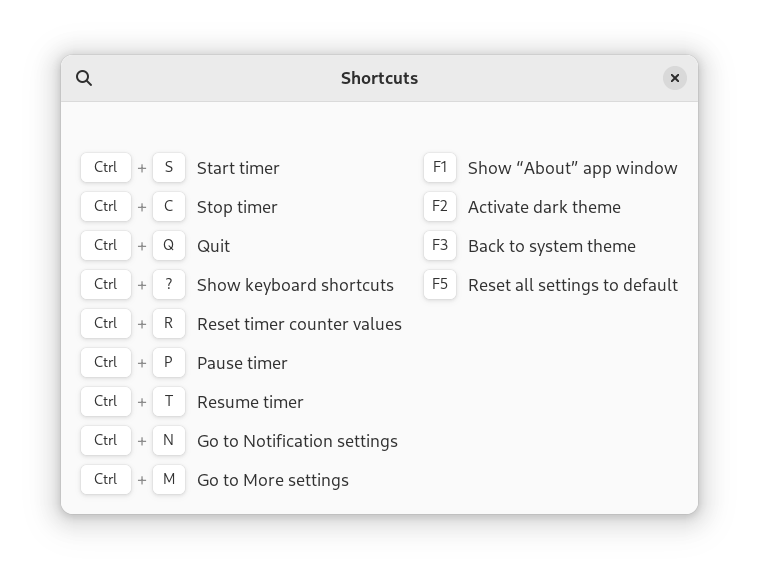 Shortcuts
Ctrl + S Start timer
Ctrl + C Stop timer
Ctrl + Q Quit
Ctrl + ? Show keyboard shortcuts
Ctrl + R Reset timer counter values
Ctrl + P Pause timer
Ctrl + T Resume timer
Ctrl + N Go to Notification settings
Ctrl + M Go to More settings
F1 Show “About” app window
F2 Activate dark theme
F3 Back to system theme
F5 Reset all settings to default